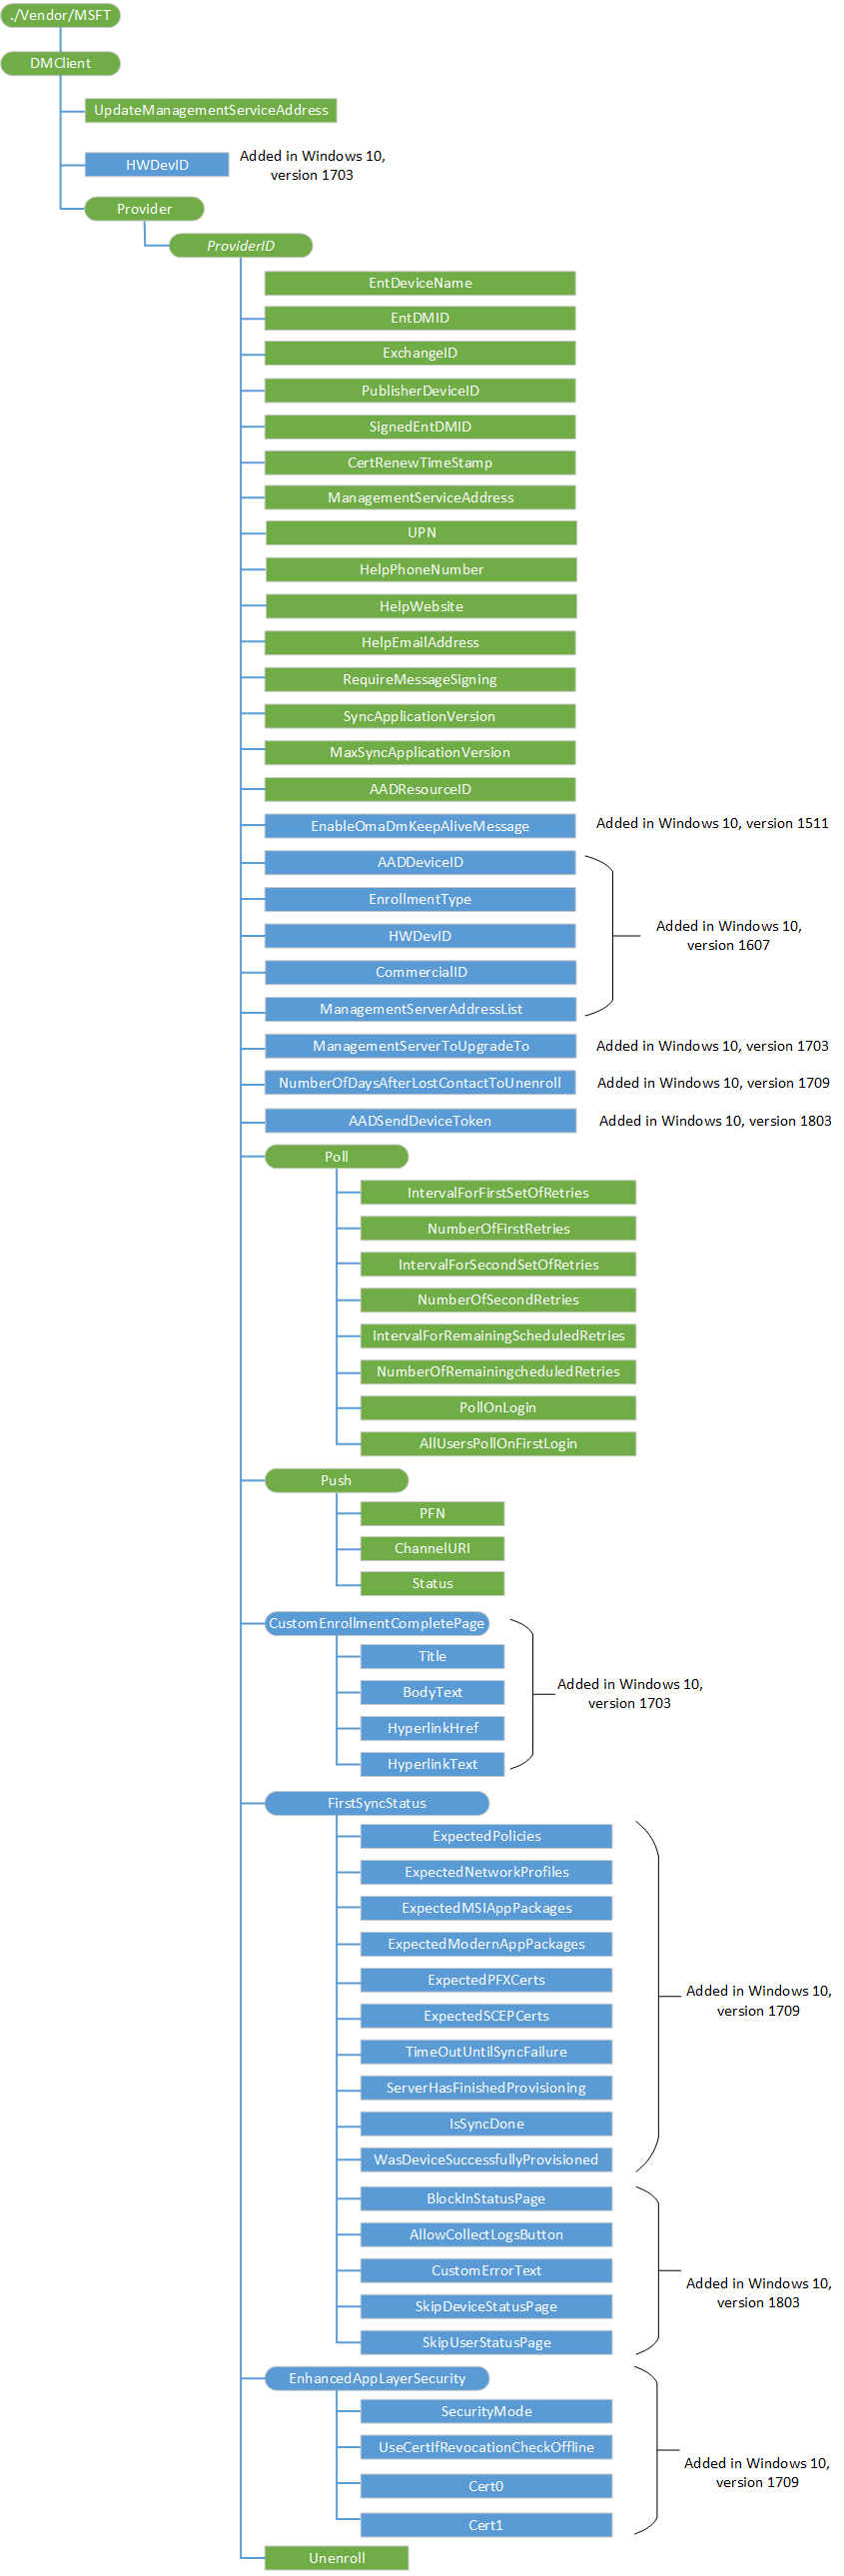 ./Vendor/MSFT
DMClient
UpdateManagementServiceAddress
HWDevID
Added in Windows 10,
version 1703
Provider
ProviderID
EntDeviceName
EntDMID
ExchangeID
PublisherDeviceID
SignedEntDMID
CertRenewTimeStamp
ManagementServiceAddress
UPN
HelpPhoneNumber
HelpWebsite
HelpEmailAddress
RequireMessageSigning
SyncApplicationVersion
MaxSyncApplicationVersion
AADResourceID
EnableOmaDmKeepAliveMessage
Added in Windows 10, version 1511
AADDeviceID
EnrollmentType
HWDevID
CommercialID
ManagementServerAddressList
Added in Windows 10,
version 1607
ManagementServerToUpgradeTo
Added in Windows 10, version 1703
NumberOfDaysAfterLostContactToUnenroll
Added in Windows 10, version 1709
AADSendDeviceToken
Added in Windows 10, version 1803
Poll
IntervalForFirstSetOfRetries
NumberOfFirstRetries
IntervalForSecondSetOfRetries
NumberOfSecondRetries
IntervalForRemainingScheduledRetries
NumberOfRemainingcheduledRetries
PollOnLogin
AllUsersPollOnFirstLogin
Push
PFN
ChannelURI
Status
CustomEnrollmentCompletePage
Title
BodyText
HyperlinkHref
HyperlinkText
Added in Windows 10,
version 1703
FirstSyncStatus
ExpectedPolicies
ExpectedNetworkProfiles
ExpectedMSIAppPackages
ExpectedModernAppPackages
ExpectedPFXCerts
ExpectedSCEPCerts
TimeOutUntilSyncFailure
ServerHasFinishedProvisioning
IsSyncDone
WasDeviceSuccessfullyProvisioned
Added in Windows 10,
version 1709
BlockInStatusPage
AllowCollectLogsButton
CustomErrorText
SkipDeviceStatusPage
SkipUserStatusPage
Added in Windows 10,
version 1803
EnhancedAppLayerSecurity
SecurityMode
UseCertIfRevocationCheckOffline
Cert0
Cert1
Added in Windows 10,
version 1709
Unenroll